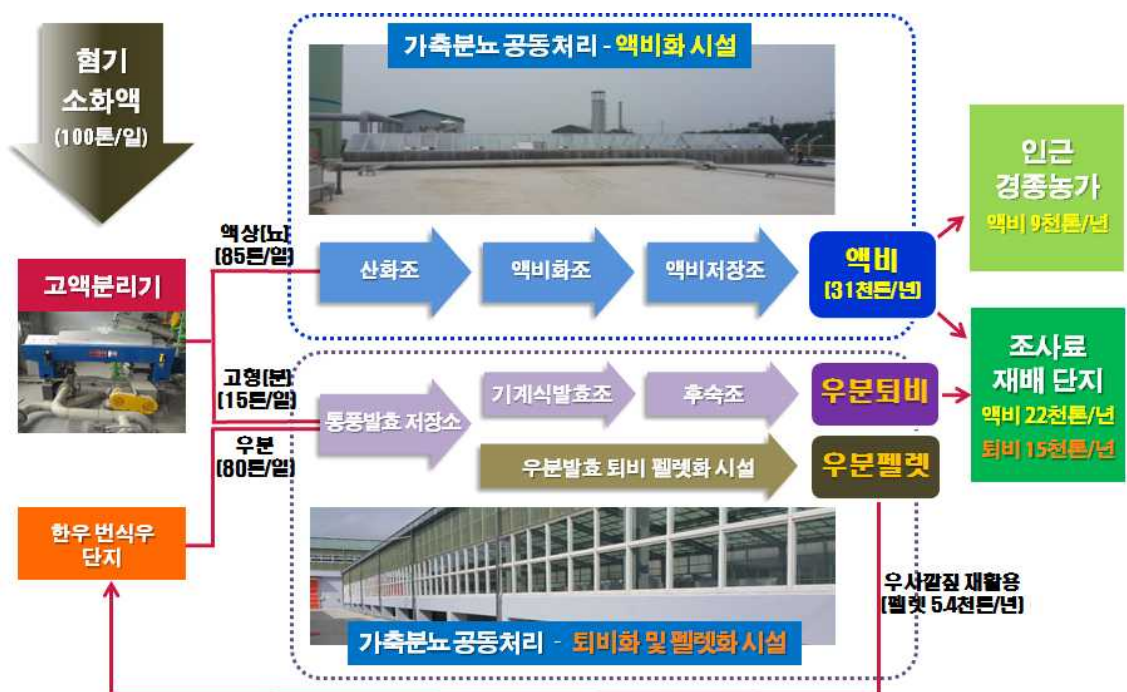 혐기
소화액
(100톤/일)
가축분뇨 공동처리 - 액비화 시설
인근
경종농가
액비 9천톤/년
액상(뇨)
(85톤/일)
산화조
액비화조
액비저장조
액비
(31천톤/년)
고액분리기
고형(분)
(15톤/일)
우분
(80톤/일)
통풍발효 저장소
기계식발효조
후숙조
우분퇴비
조사료
재배 단지
액비 22천톤/년
퇴비 15천톤/년
우분발효 퇴비 펠렛화 시설
우분펠렛
한우 번식우
단지
우사깔짚 재활용
(펠렛 5.4천톤/년)
가축분뇨 공동처리 - 퇴비화 및 펠렛화 시설